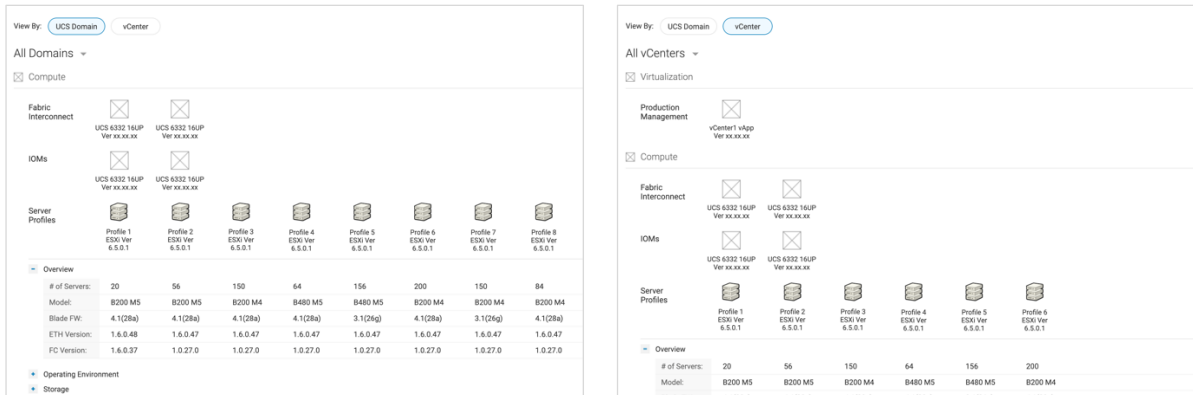 View By: UCS Domain vCenter
All Domains
Compute
Fabric
Interconnect
UCS 6332 16UP UCS 6332 16UP
Ver xx.xx.xx Ver xx.xx.xx
IOMs
UCS 6332 16UP UCS 6332 16UP
Ver xx.xx.xx Ver xx.xx.xx
Server
Profiles
Profile 1 Profile 2 Profile 3 Profile 4 Profile 5 Profile 6 Profile 7 Profile 8
ESXi Ver ESXi Ver ESXi Ver ESXi Ver ESXi Ver ESXi Ver ESXi Ver ESXi Ver
6.5.0.1 6.5.0.1 6.5.0.1 6.5.0.1 6.5.0.1 6.5.0.1 6.5.0.1 6.5.0.1
Overview
# of Servers: 20 56 150 64 156 200 150 84
Model: B200 M5 B200 M5 B200 M4 B480 M5 B480 M5 B200 M4 B200 M4 B200 M4
Blade FW: 4.1(28a) 4.1(28a) 4.1(28a) 4.1(28a) 3.1(26g) 4.1(28a) 3.1(26g) 4.1(28a)
ETH Version: 1.6.0.48 1.6.0.47 1.6.0.47 1.6.0.47 1.6.0.47 1.6.0.47 1.6.0.47 1.6.0.47
FC Version: 1.6.0.37 1.0.27.0 1.0.27.0 1.0.27.0 1.0.27.0 1.0.27.0 1.0.27.0 1.0.27.0
Operating Environment
Storage
View By: UCS Domain vCenter
All vCenters
Virtualization
Production
Management
vCenter1 vApp
Ver xx.xx.xx
Compute
Fabric
Interconnect
UCS 6332 16UP UCS 6332 16UP
Ver xx.xx.xx Ver xx.xx.xx
IOMs
UCS 6332 16UP UCS 6332 16UP
Ver xx.xx.xx Ver xx.xx.xx
Server
Profiles
Profile 1 Profile 2 Profile 3 Profile 4 Profile 5 Profile 6
ESXi Ver ESXi Ver ESXi Ver ESXi Ver ESXi Ver ESXi Ver
6.5.0.1 6.5.0.1 6.5.0.1 6.5.0.1 6.5.0.1 6.5.0.1
Overview
# of Servers: 20 56 150 64 156 200
Model: B200 M5 B200 M5 B200 M4 B480 M5 B480 M5 B200 M4